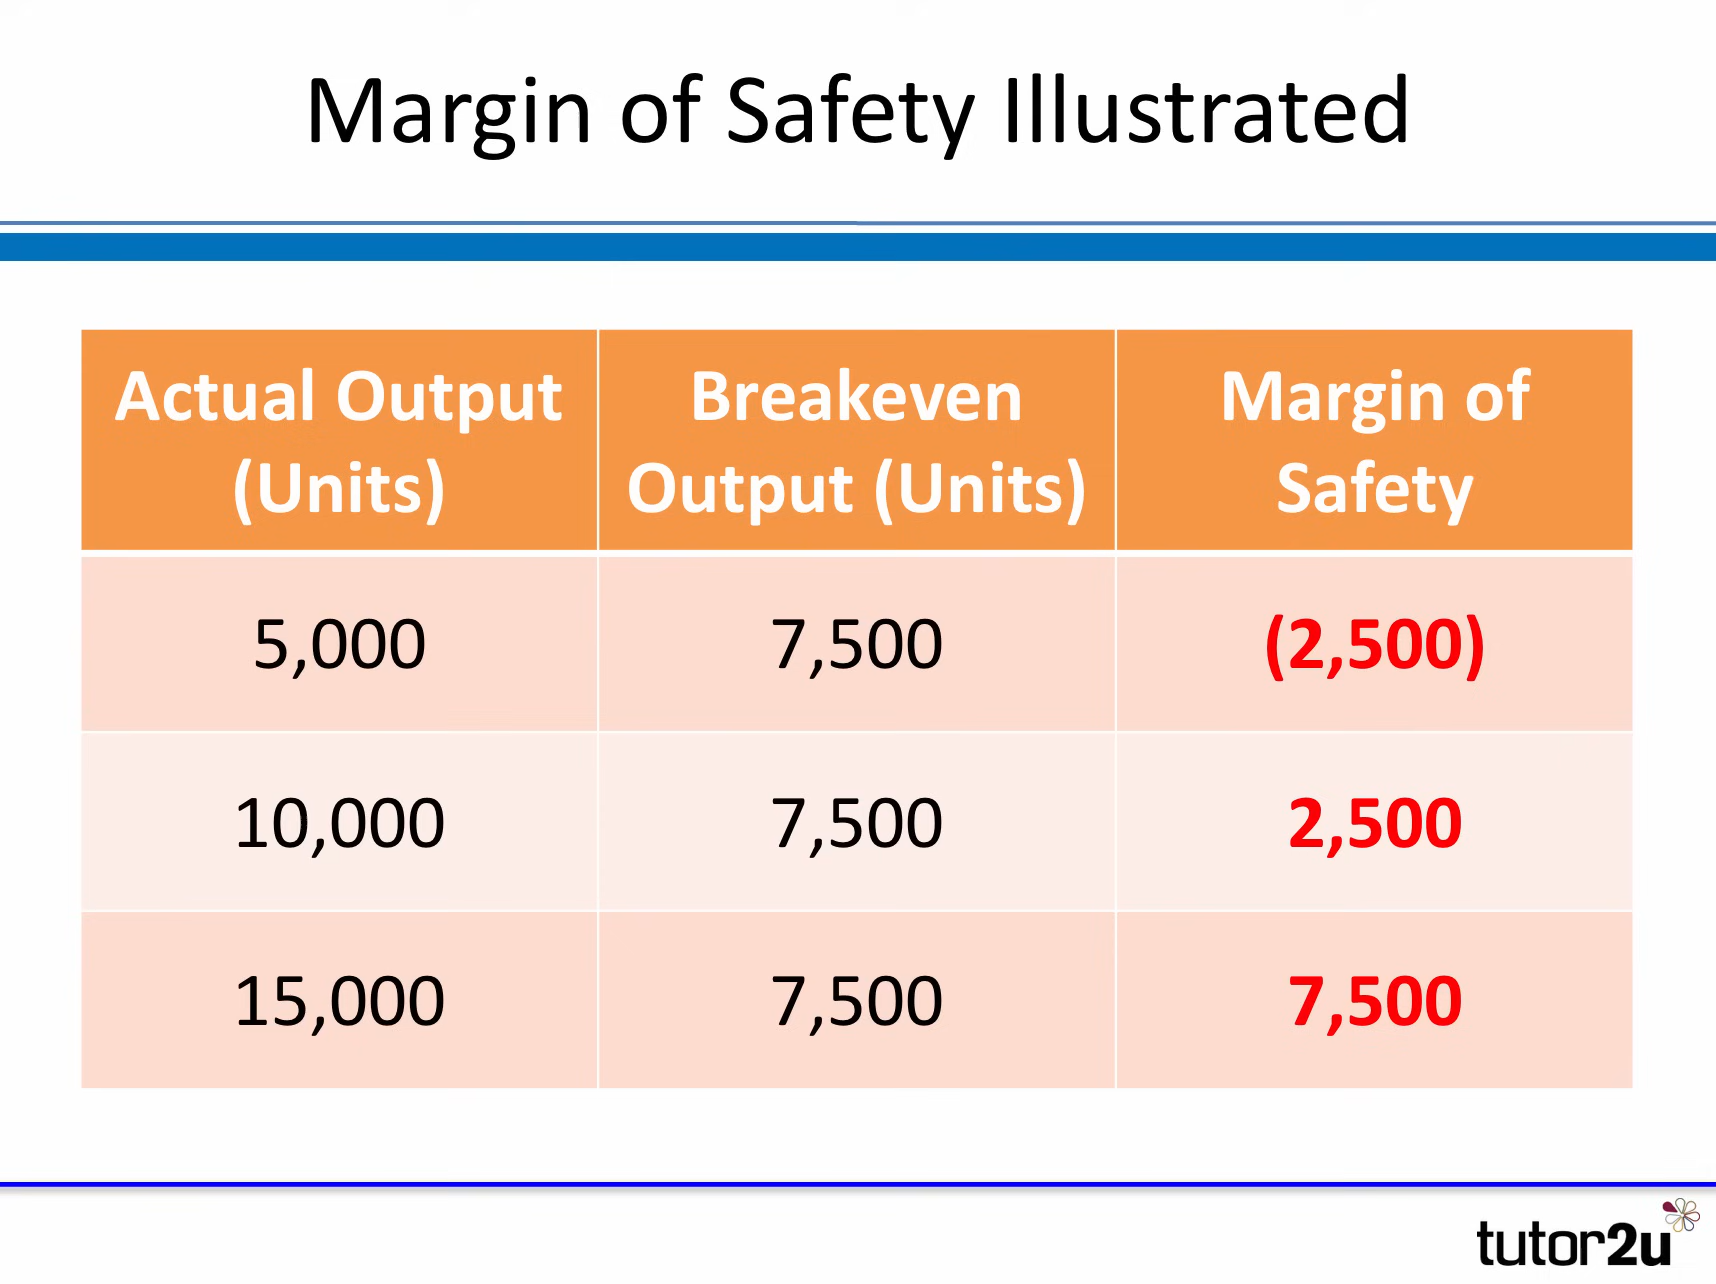 Margin of Safety Illustrated
Actual Output
(Units)
Breakeven
Output (Units)
Margin of
Safety
5,000
7,500
(2,500)
10,000
7,500
2,500
15,000
7,500
7,500
tutor2u